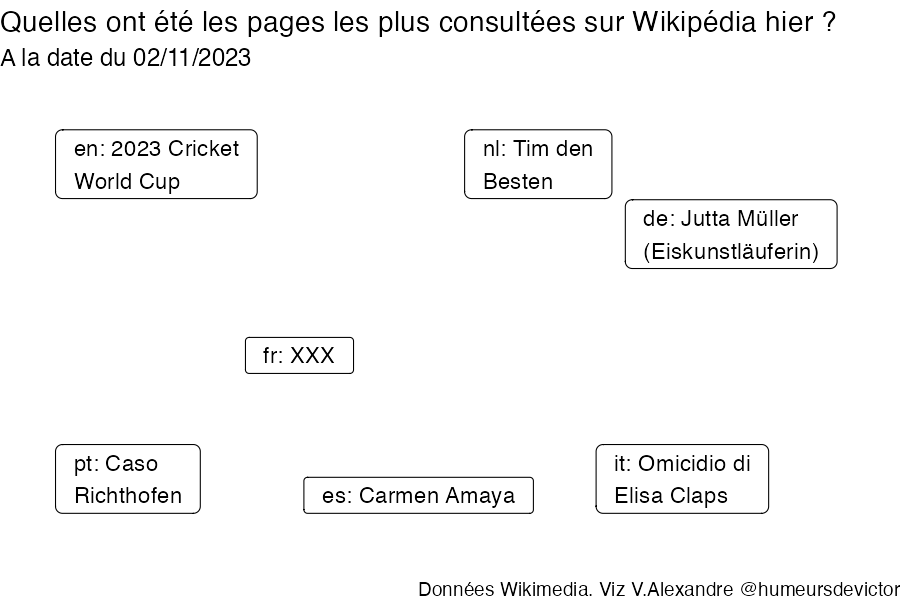 Quelles ont été les pages les plus consultées sur Wikipédia hier ?
A la date du 02/11/2023
en: 2023 Cricket
World Cup
nl: Tim den
Besten
de: Jutta Müller
(Eiskunstläuferin)
fr: XXX
pt: Caso
Richthofen
es: Carmen Amaya
it: Omicidio di
Elisa Claps
Données Wikimedia. Viz V.Alexandre @humeursdevictor